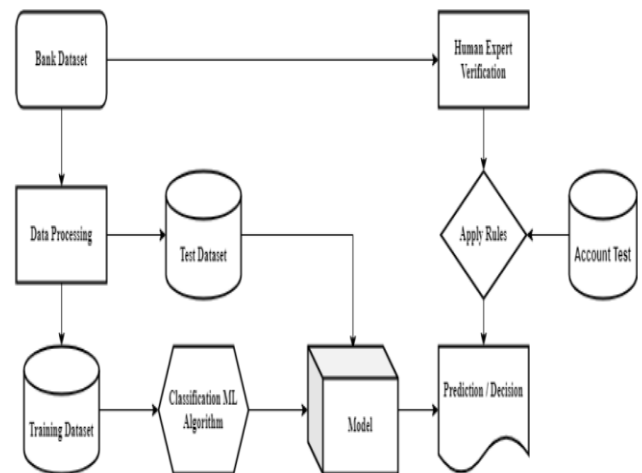 Bank Dataset
Human Expert
Verification
Data Processing
Test Dataset
Apply Rules
Account Test
Training Dataset
Classification ML
Algorithm
Model
Prediction / Decision